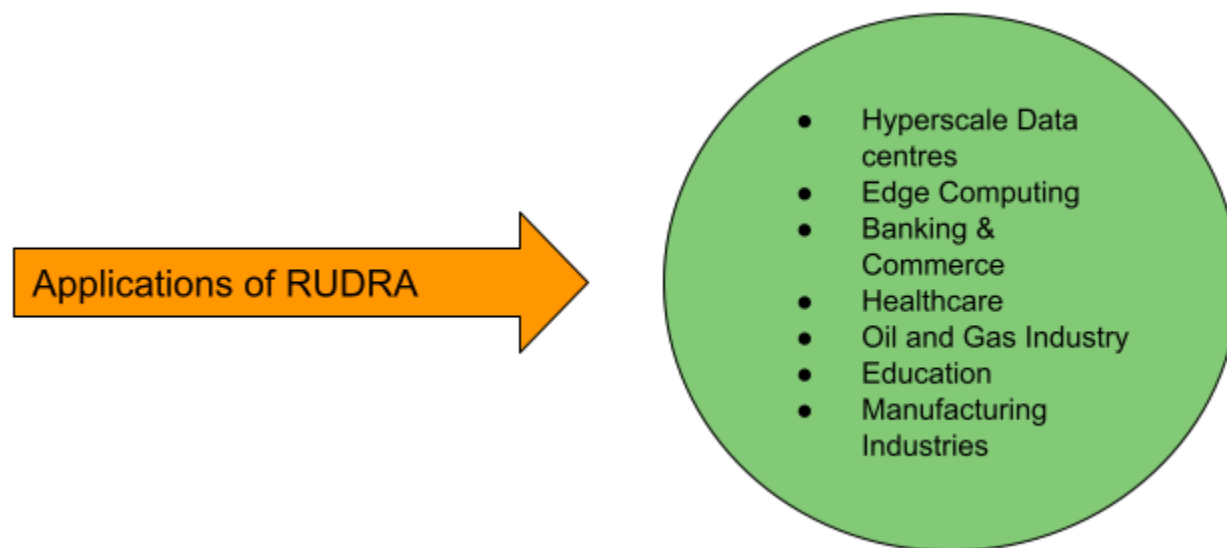 Applications of RUDRA
● Hyperscale Data
centres
● Edge Computing
● Banking &
Commerce
● Healthcare
● Oil and Gas Industry
● Education
● Manufacturing
Industries